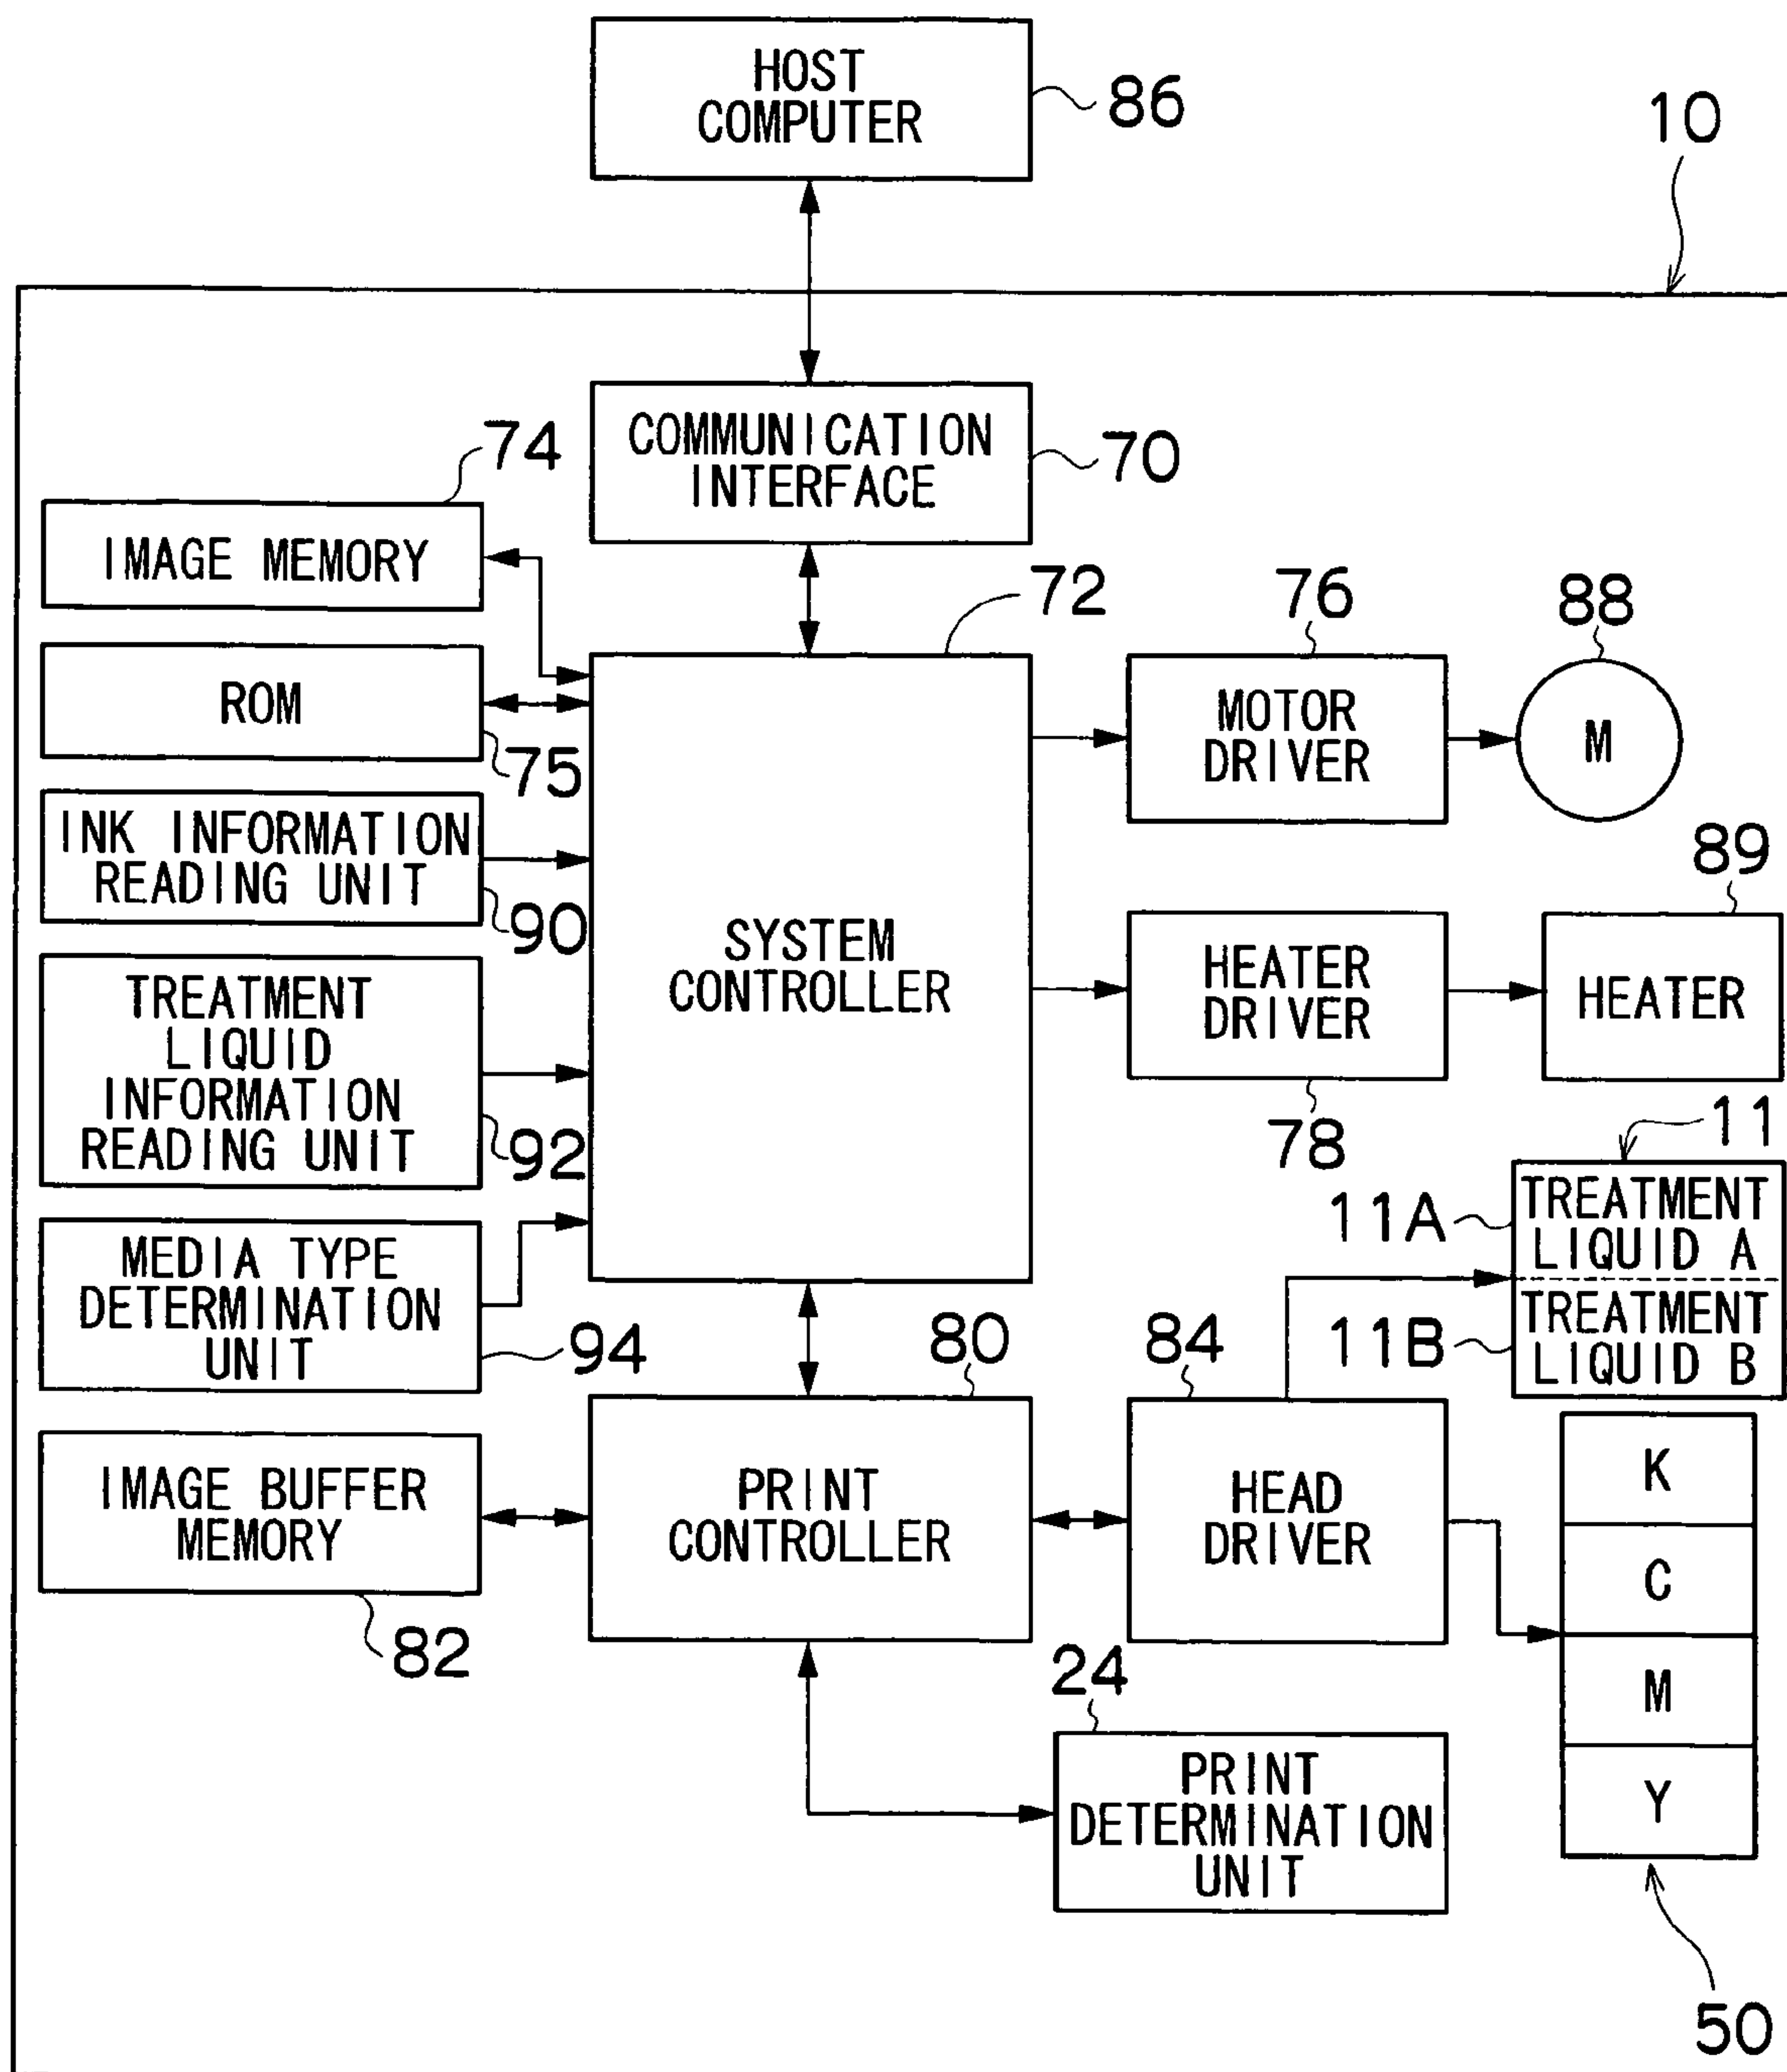 HOST
COMPUTER
86
10
COMMUNICATION
INTERFACE
70
74
IMAGE MEMORY
72
76
88
ROM
75
MOTOR
DRIVER
M
INK INFORMATION
READING UNIT
90
89
SYSTEM
CONTROLLER
HEATER
DRIVER
78
HEATER
TREATMENT
LIQUID
INFORMATION
READING UNIT
92
11
11A
TREATMENT
LIQUID A
11B
TREATMENT
LIQUID B
MEDIA TYPE
DETERMINATION
UNIT
94
80
84
IMAGE BUFFER
MEMORY
82
PRINT
CONTROLLER
HEAD
DRIVER
K
C
M
Y
50
24
PRINT
DETERMINATION
UNIT